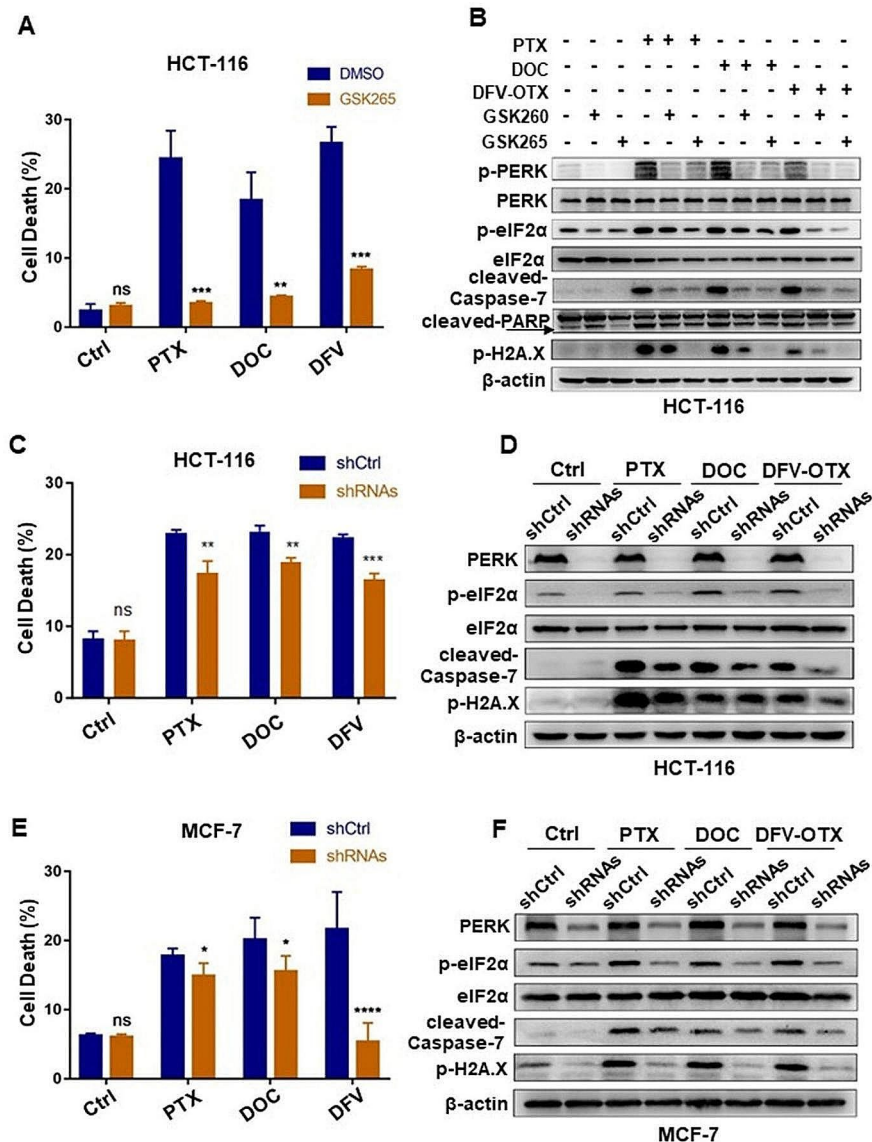 A
HCT-116
DMSO
GSK265
Cell Death (%)
30
20
10
0
ns
***
**
***
Ctrl
PTX
DOC
DFV
B
PTX - - - + + + - - - - - -
DOC - - - - - - + + + - - -
DFV-OTX - - - - - - - - - + + +
GSK260 - + - - + - - + - - + -
GSK265 - - + - - + - - + - - +
p-PERK
PERK
p-eIF2α
eIF2α
cleaved-
Caspase-7
cleaved-PARP
p-H2A.X
β-actin
HCT-116
C
HCT-116
shCtrl
shRNAs
Cell Death (%)
30
20
10
0
ns
**
**
***
Ctrl
PTX
DOC
DFV
D
Ctrl PTX DOC DFV-OTX
shCtrl shRNAs shCtrl shRNAs shCtrl shRNAs shCtrl shRNAs
PERK
p-eIF2α
eIF2α
cleaved-
Caspase-7
p-H2A.X
β-actin
HCT-116
E
MCF-7
shCtrl
shRNAs
Cell Death (%)
30
20
10
0
ns
*
*
****
Ctrl
PTX
DOC
DFV
F
Ctrl PTX DOC DFV-OTX
shCtrl shRNAs shCtrl shRNAs shCtrl shRNAs shCtrl shRNAs
PERK
p-eIF2α
eIF2α
cleaved-
Caspase-7
p-H2A.X
β-actin
MCF-7